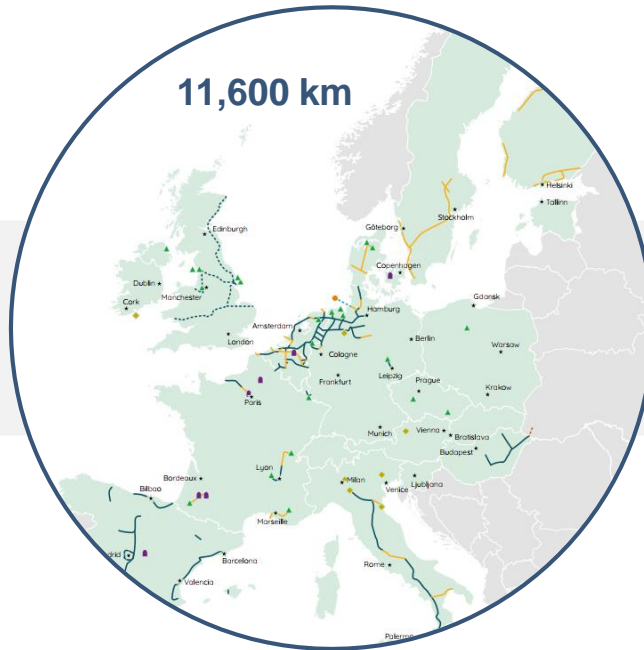 11,600 km
Helsinki
Tallinn
Stockholm
Göteborg
Edinburgh
Copenhagen
Dublin
Manchester
Cork
Gdansk
Hamburg
Amsterdam
London
Berlin
Warsaw
Cologne
Leipzig
Frankfurt
Prague
Krakow
Paris
Munich
Vienna
Bratislava
Budapest
Lyon
Bordeaux
Milan
Venice
Ljubljana
Bilbao
Marseille
drid
Barcelona
Rome
Valencia
Palermo